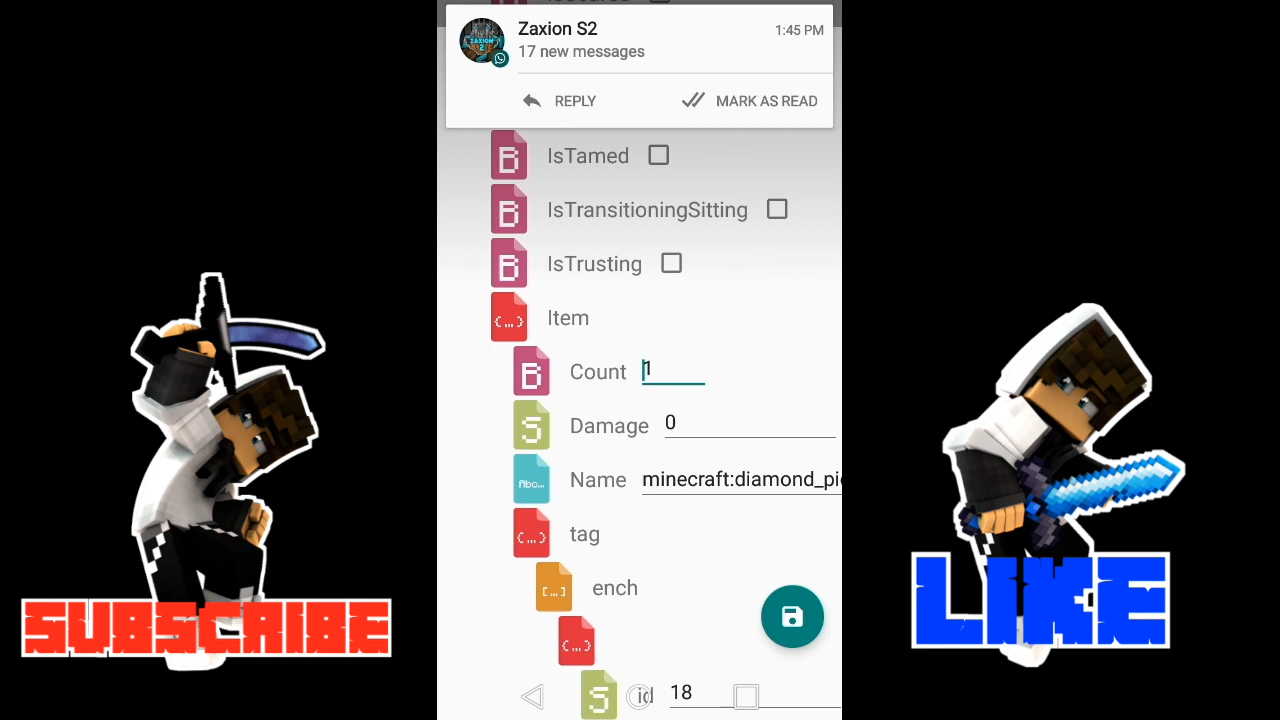 Zaxion S2
1:45 PM
17 new messages
REPLY
MARK AS READ
B IsTamed
B IsTransitioningSitting
B IsTrusting
{...} Item
B Count 1
S Damage 0
Abc... Name minecraft:diamond_pi
{...} tag
[...] ench
{...}
S id 18
SUBSCRIBE
LIKE